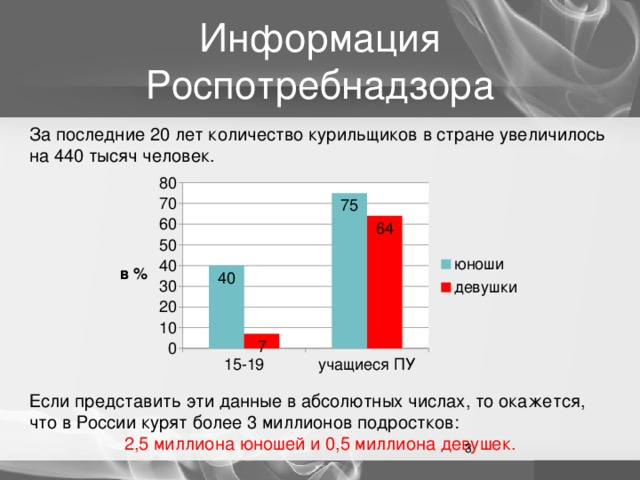 Информация
Роспотребнадзора
За последние 20 лет количество курильщиков в стране увеличилось
на 440 тысяч человек.
80
70
60
50
40
30
20
10
0
в %
40
7
75
64
15-19
учащиеся ПУ
юноши
девушки
Если представить эти данные в абсолютных числах, то окажется,
что в России курят более 3 миллионов подростков:
2,5 миллиона юношей и 0,5 миллиона девушек.
3